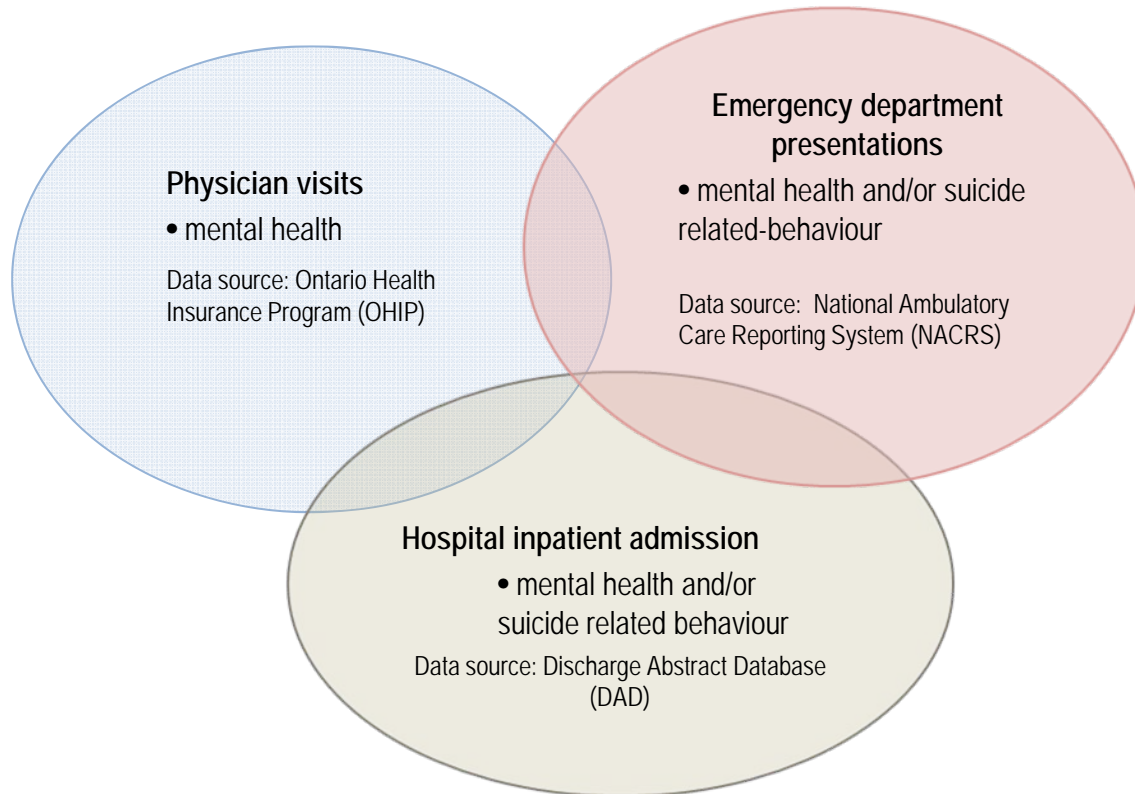 Physician visits
• mental health
Data source: Ontario Health
Insurance Program (OHIP)
Emergency department
presentations
• mental health and/or suicide
related-behaviour
Data source: National Ambulatory
Care Reporting System (NACRS)
Hospital inpatient admission
• mental health and/or
suicide related behaviour
Data source: Discharge Abstract Database
(DAD)